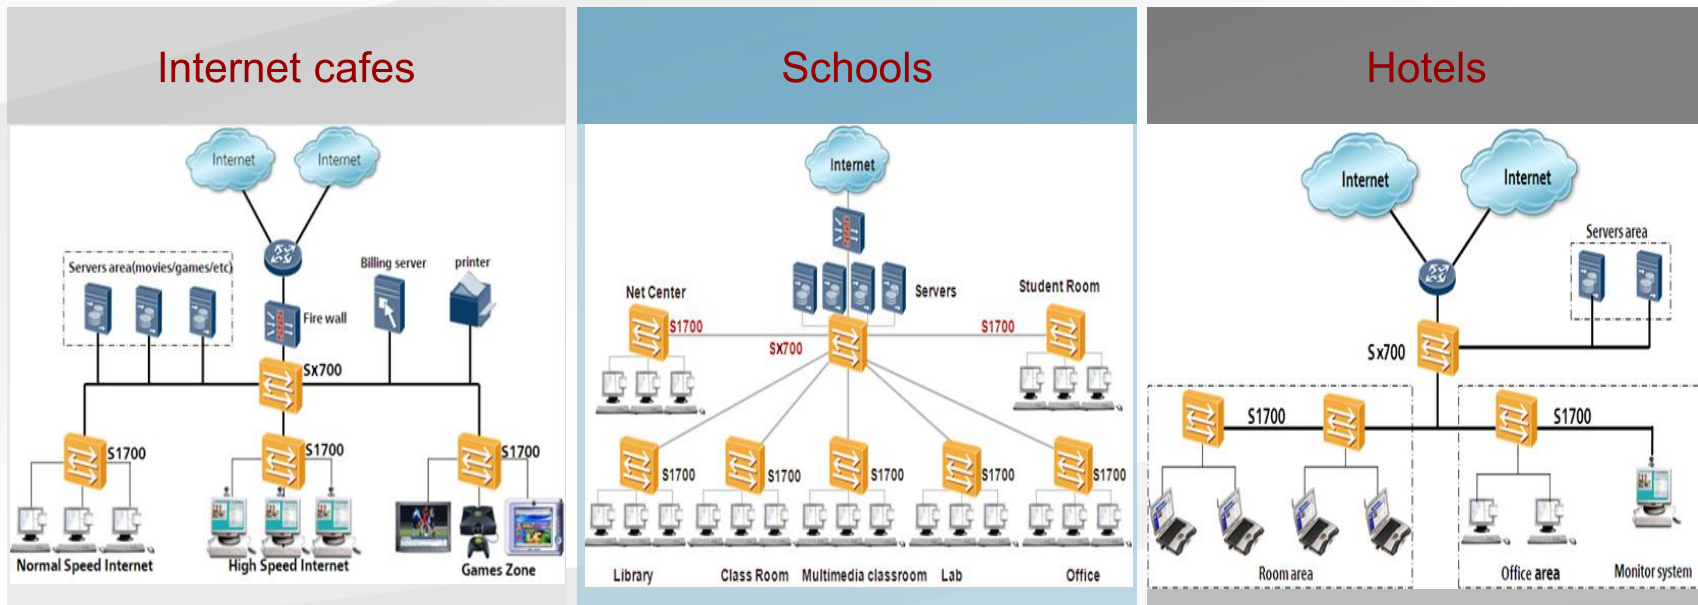 Internet cafes
Internet
Internet
Servers area(movies/games/etc)
Billing server
printer
Fire wall
Sx700
S1700
S1700
S1700
Normal Speed Internet
High Speed Internet
Games Zone
Schools
Internet
Servers
Net Center
Student Room
S1700
S1700
SX700
S1700
S1700
S1700
S1700
S1700
Library
Class Room
Multimedia classroom
Lab
Office
Hotels
Internet
Internet
Servers area
Sx700
S1700
S1700
Room area
Office area
Monitor system